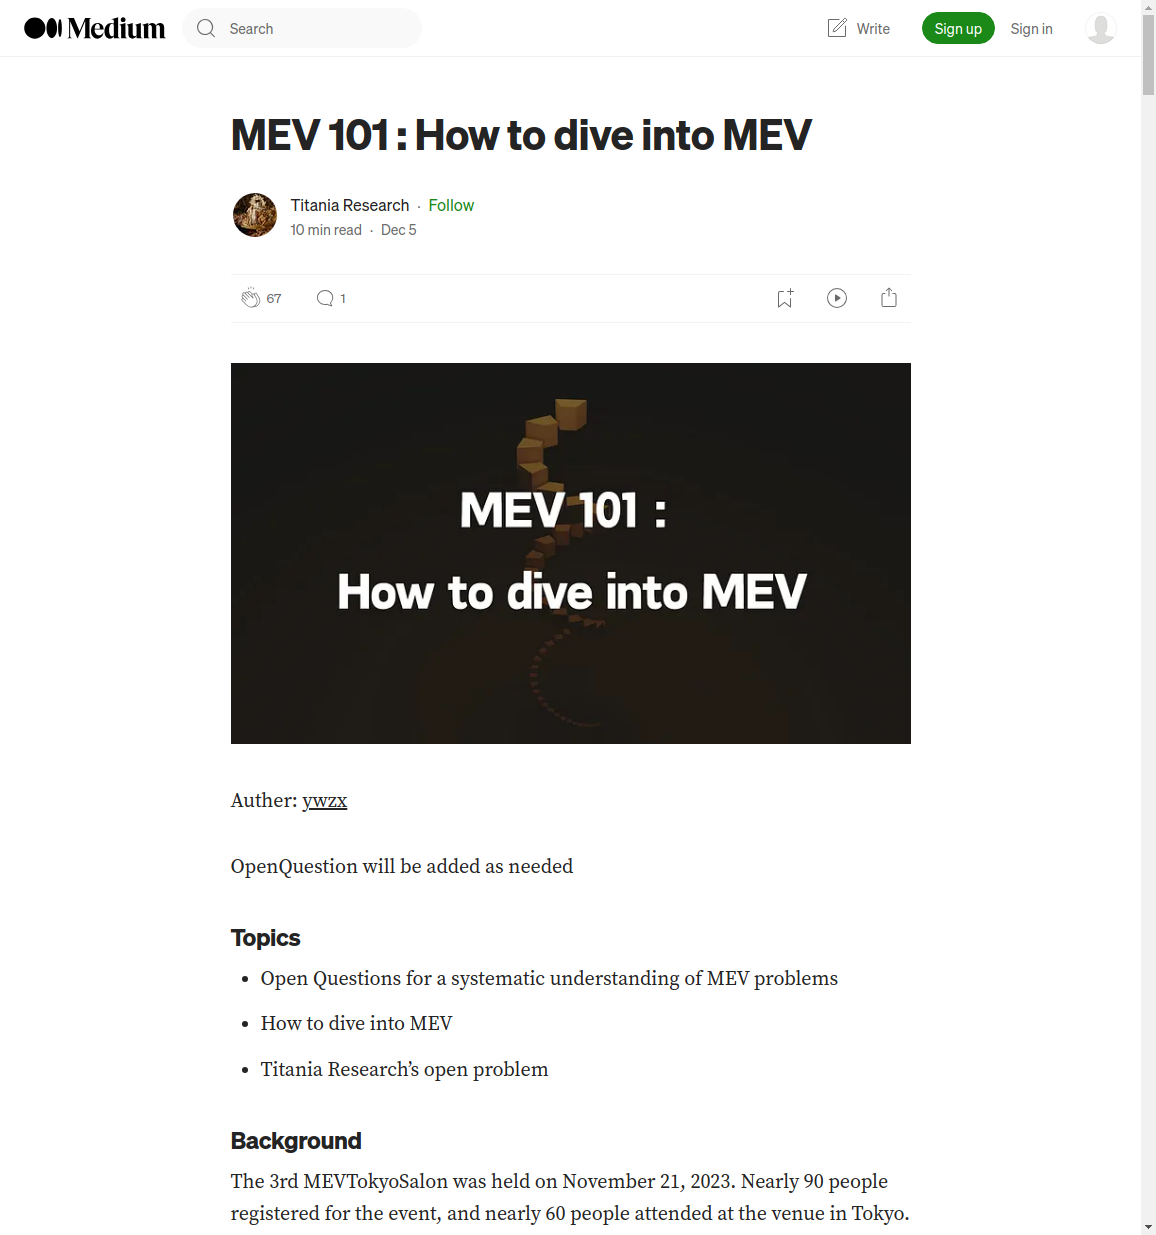 Medium
Search
Write
Sign up
Sign in
MEV 101 : How to dive into MEV
Titania Research · Follow
10 min read · Dec 5
67
1
MEV 101 :
How to dive into MEV
Auther: ywzx
OpenQuestion will be added as needed
Topics
• Open Questions for a systematic understanding of MEV problems
• How to dive into MEV
• Titania Research’s open problem
Background
The 3rd MEVTokyoSalon was held on November 21, 2023. Nearly 90 people
registered for the event, and nearly 60 people attended at the venue in Tokyo.